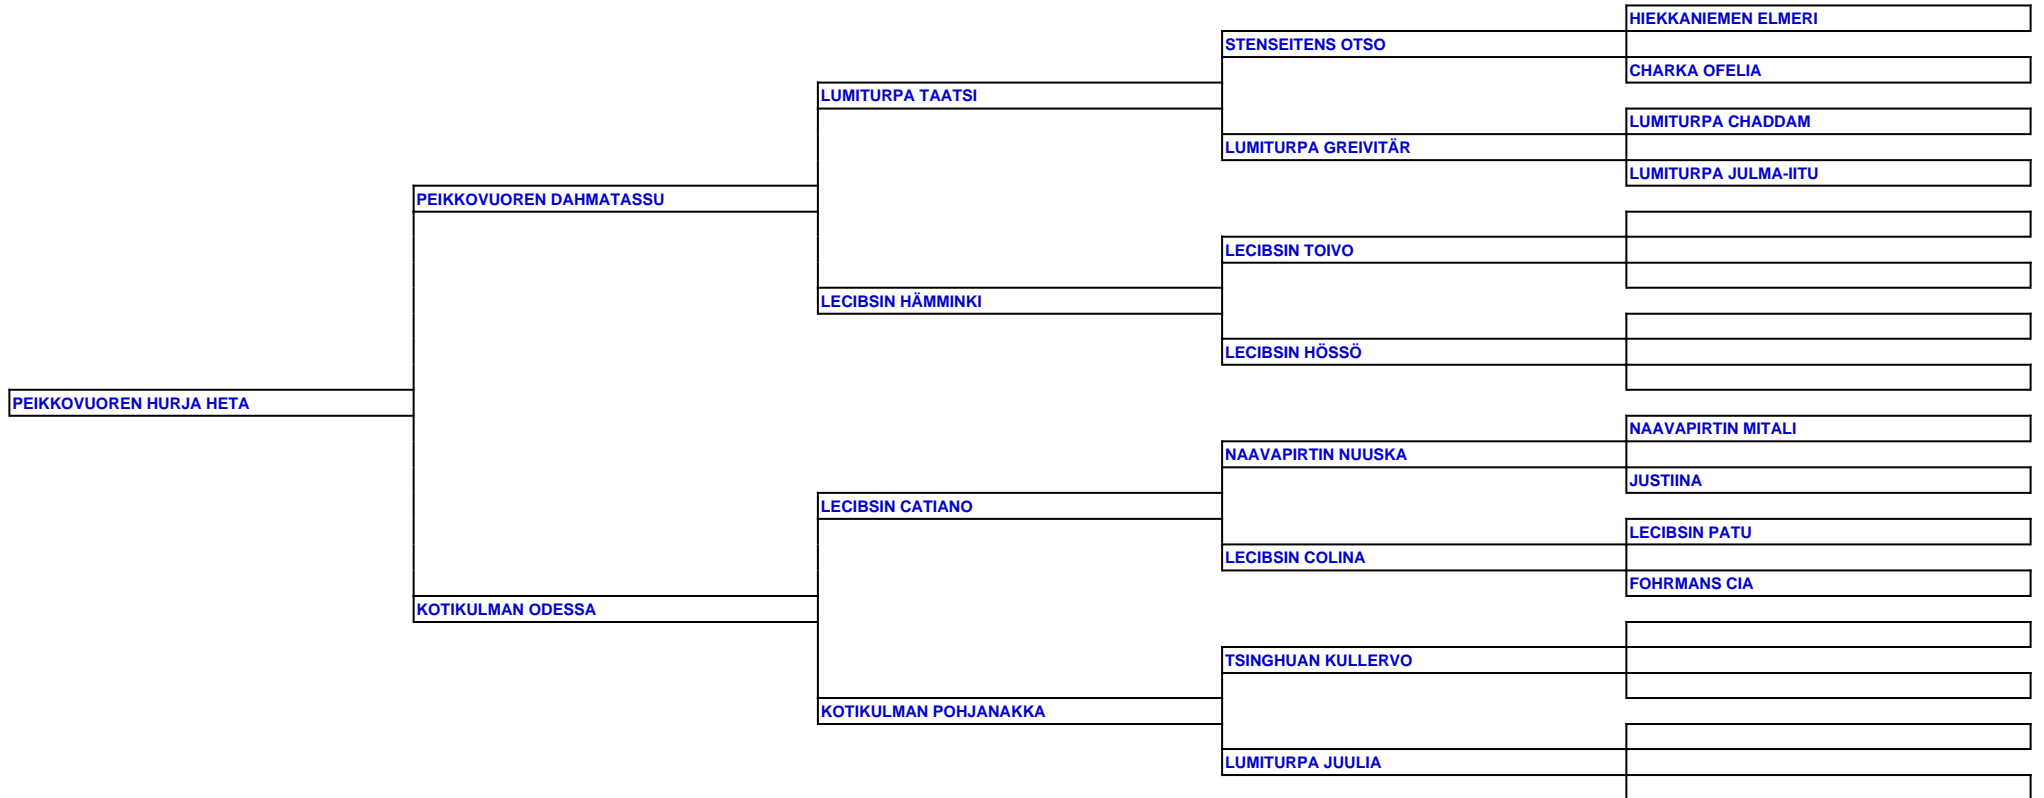 HIEKKANIEMEN ELMERI
STENSEITENS OTSO
CHARKA OFELIA
LUMITURPA TAATSI
LUMITURPA CHADDAM
LUMITURPA GREIVITÄR
LUMITURPA JULMA-IITU
PEIKKOVUOREN DAHMATASSU
LECIBSIN TOIVO
LECIBSIN HÄMMINKI
LECIBSIN HÖSSÖ
PEIKKOVUOREN HURJA HETA
NAAVAPIRTIN MITALI
NAAVAPIRTIN NUUSKA
JUSTIINA
LECIBSIN CATIANO
LECIBSIN PATU
LECIBSIN COLINA
FOHRMANS CIA
KOTIKULMAN ODESSA
TSINGHUAN KULLERVO
KOTIKULMAN POHJANAKKA
LUMITURPA JUULIA